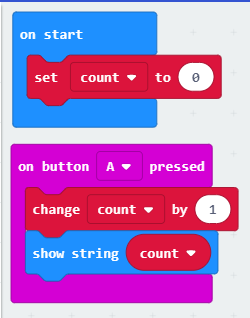 on start
set count to 0
on button A pressed
change count by 1
show string count